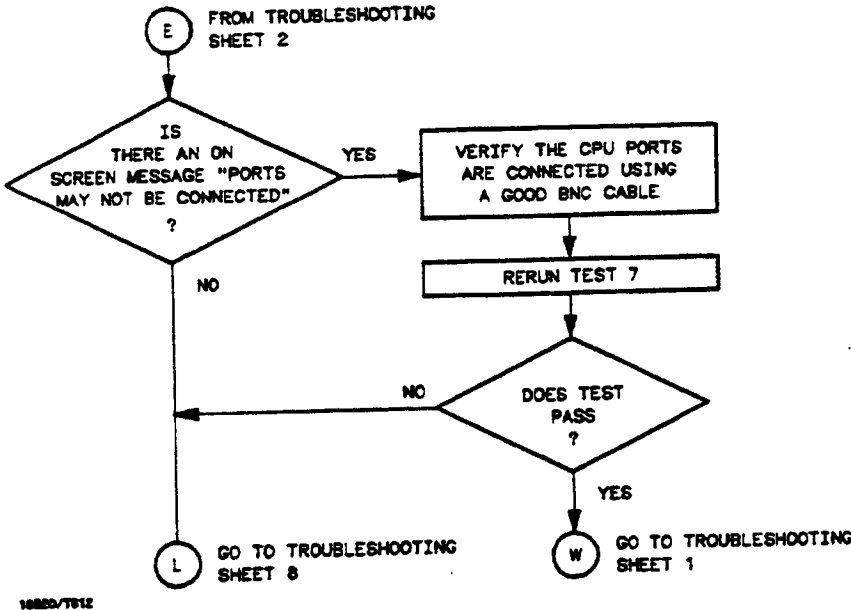 E
FROM TROUBLESHOOTING
SHEET 2
IS
THERE AN ON
SCREEN MESSAGE "PORTS
MAY NOT BE CONNECTED"
?
YES
VERIFY THE CPU PORTS
ARE CONNECTED USING
A GOOD BNC CABLE
NO
RERUN TEST 7
NO
DOES TEST
PASS
?
YES
L
GO TO TROUBLESHOOTING
SHEET 8
W
GO TO TROUBLESHOOTING
SHEET 1